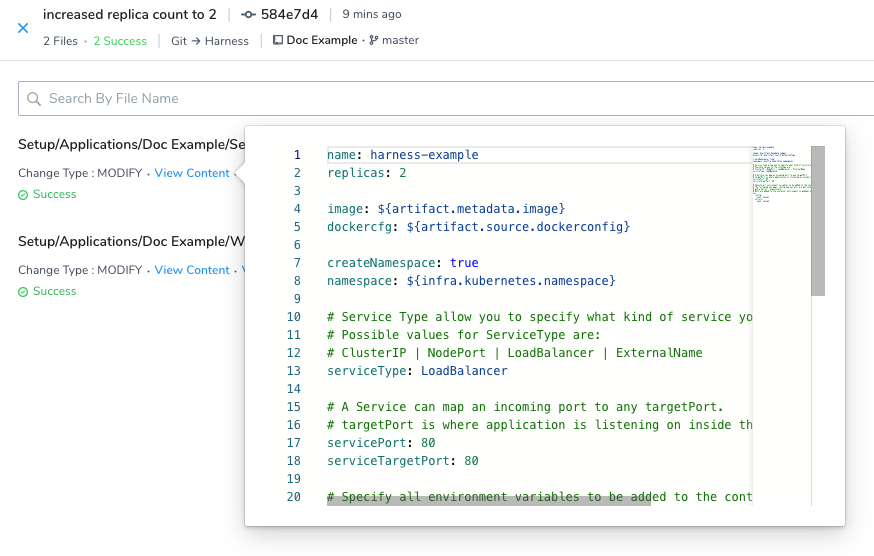 increased replica count to 2 584e7d4 9 mins ago
2 Files · 2 Success Git → Harness Doc Example · master
Search By File Name
Setup/Applications/Doc Example/Se
Change Type : MODIFY · View Content ·
Success
Setup/Applications/Doc Example/W
Change Type : MODIFY · View Content ·
Success
1 name: harness-example
2 replicas: 2
3
4 image: ${artifact.metadata.image}
5 dockercfg: ${artifact.source.dockerconfig}
6
7 createNamespace: true
8 namespace: ${infra.kubernetes.namespace}
9
10 # Service Type allow you to specify what kind of service yo
11 # Possible values for ServiceType are:
12 # ClusterIP | NodePort | LoadBalancer | ExternalName
13 serviceType: LoadBalancer
14
15 # A Service can map an incoming port to any targetPort.
16 # targetPort is where application is listening on inside th
17 servicePort: 80
18 serviceTargetPort: 80
19
20 # Specify all environment variables to be added to the cont